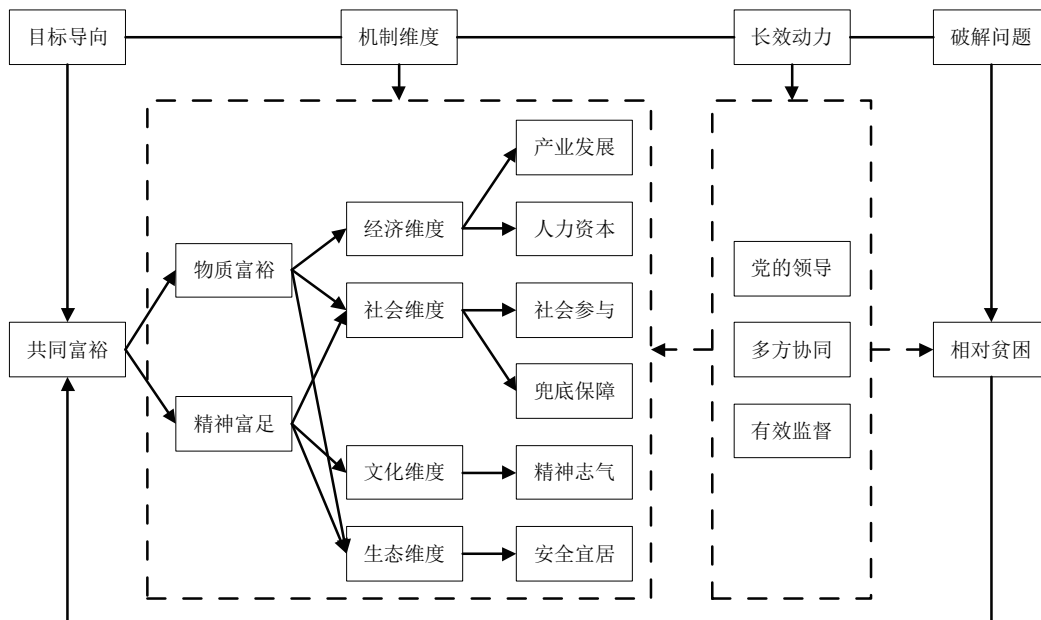 目标导向
机制维度
长效动力
破解问题
产业发展
经济维度
人力资本
物质富裕
党的领导
社会维度
社会参与
共同富裕
多方协同
相对贫困
兜底保障
精神富足
有效监督
文化维度
精神志气
生态维度
安全宜居